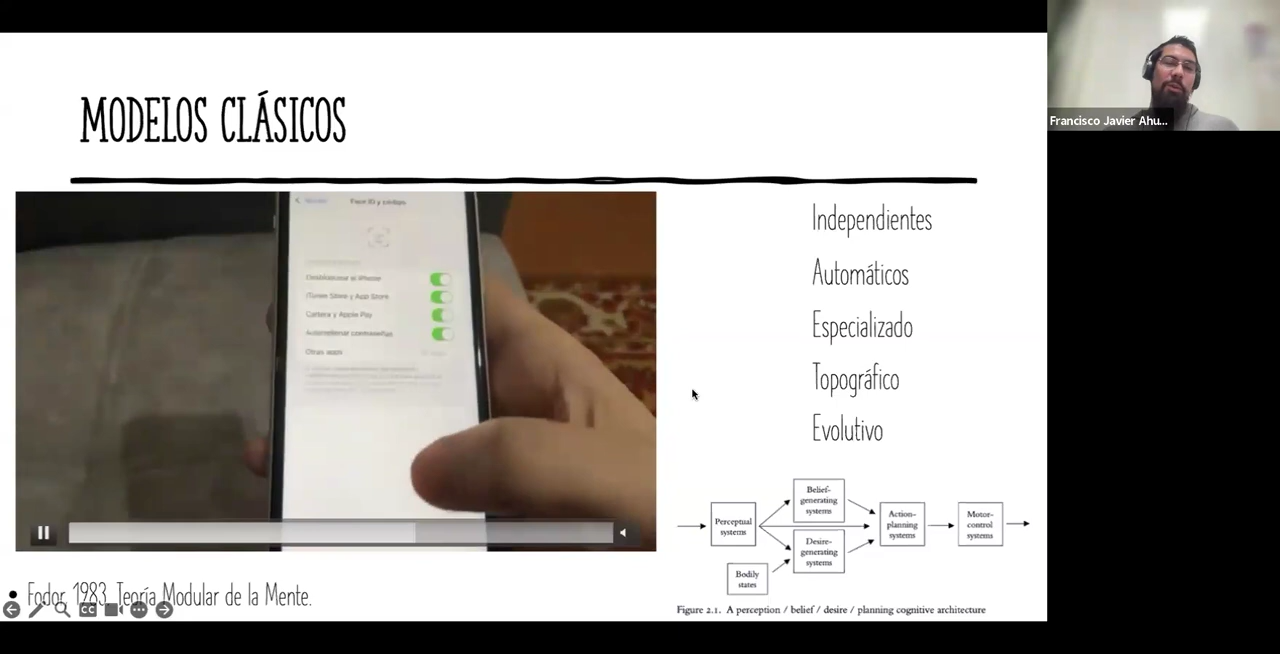 MODELOS CLÁSICOS
Francisco Javier Ahu...
Face ID y código
Desbloquear el iPhone
iTunes Store y App Store
Cartera y Apple Pay
Autorrellenar contraseñas
Otras apps
Independientes
Automáticos
Especializado
Topográfico
Evolutivo
Perceptual
systems
Belief-
generating
systems
Desire-
generating
systems
Bodily
states
Action-
planning
systems
Motor-
control
systems
Figure 2.1. A perception / belief / desire / planning cognitive architecture
Fodor, 1983. Teoría Modular de la Mente.
CC